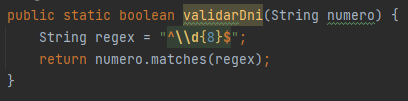 public static boolean validarDni(String numero) {
    String regex = "^\\d{8}$";
    return numero.matches(regex);
}